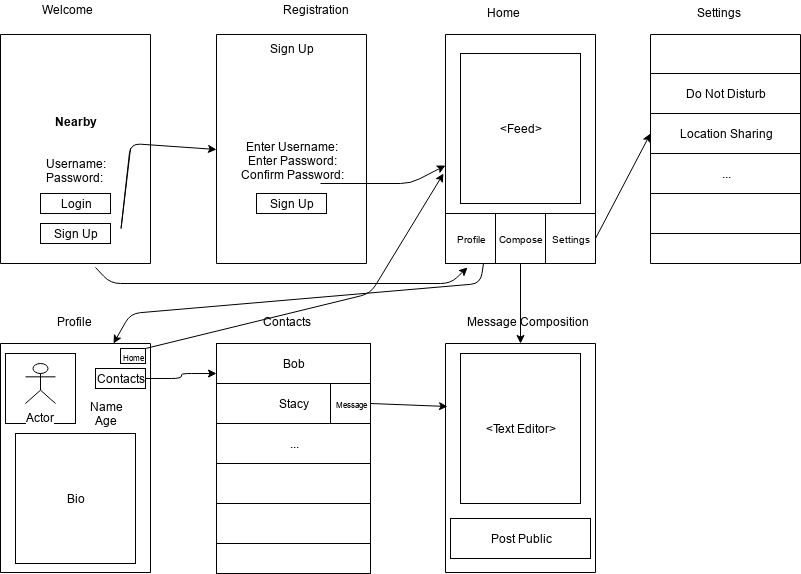 Welcome
Registration
Home
Settings
Nearby
Username:
Password:
Login
Sign Up
Sign Up
Enter Username:
Enter Password:
Confirm Password:
Sign Up
<Feed>
Profile
Compose
Settings
Do Not Disturb
Location Sharing
...
Profile
Contacts
Message Composition
Home
Contacts
Actor
Name
Age
Bio
Bob
Stacy
Message
...
<Text Editor>
Post Public